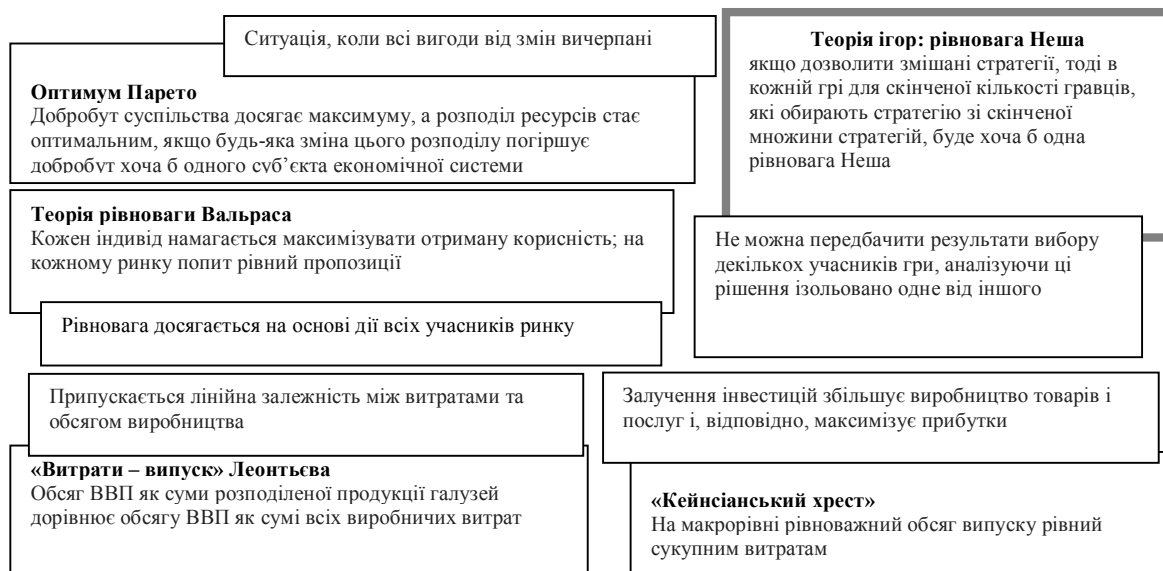 Ситуація, коли всі вигоди від змін вичерпані
Оптимум Парето
Добробут суспільства досягає максимуму, а розподіл ресурсів стає
оптимальним, якщо будь-яка зміна цього розподілу погіршує
добробут хоча б одного суб’єкта економічної системи
Теорія ігор: рівновага Неша
якщо дозволити змішані стратегії, тоді в
кожній грі для скінченої кількості гравців,
які обирають стратегію зі скінченої
множини стратегій, буде хоча б одна
рівновага Неша
Теорія рівноваги Вальраса
Кожен індивід намагається максимізувати отриману корисність; на
кожному ринку попит рівний пропозиції
Рівновага досягається на основі дії всіх учасників ринку
Не можна передбачити результати вибору
декількох учасників гри, аналізуючи ці
рішення ізольовано одне від іншого
Припускається лінійна залежність між витратами та
обсягом виробництва
«Витрати – випуск» Леонтьєва
Обсяг ВВП як суми розподіленої продукції галузей
дорівнює обсягу ВВП як сумі всіх виробничих витрат
Залучення інвестицій збільшує виробництво товарів і
послуг і, відповідно, максимізує прибутки
«Кейнсіанський хрест»
На макрорівні рівноважний обсяг випуску рівний
сукупним витратам